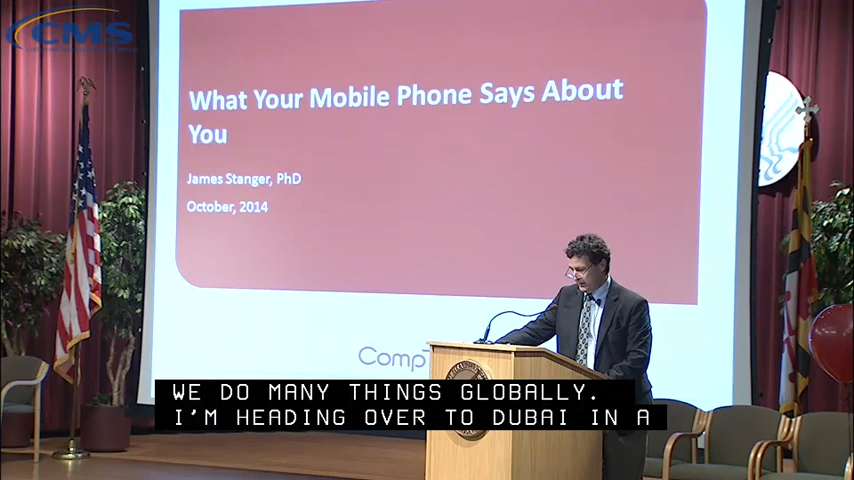 CMS
What Your Mobile Phone Says About
You
James Stanger, PhD
October, 2014
Comp
WE DO MANY THINGS GLOBALLY.
I'M HEADING OVER TO DUBAI IN A